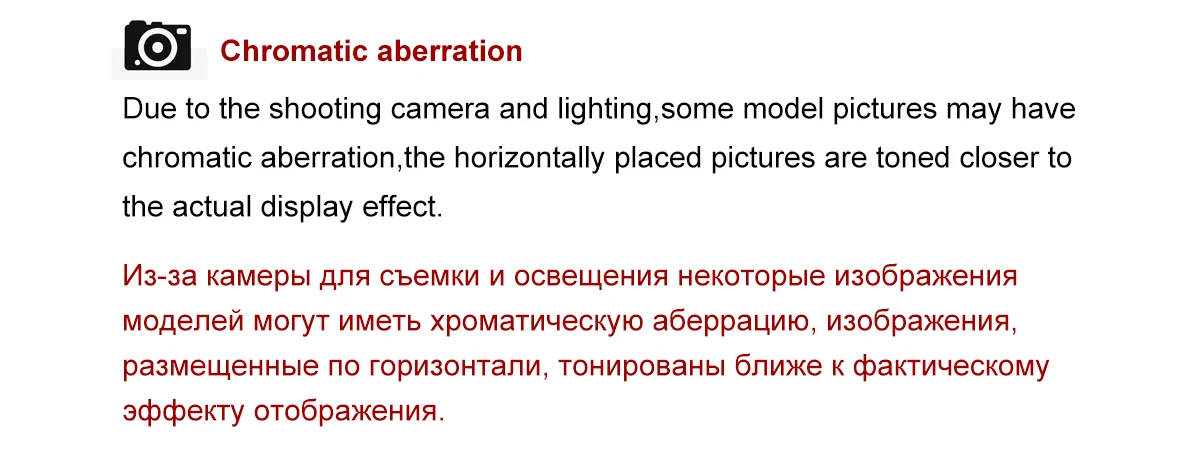 Chromatic aberration
Due to the shooting camera and lighting,some model pictures may have
chromatic aberration,the horizontally placed pictures are toned closer to
the actual display effect.
Из-за камеры для съемки и освещения некоторые изображения
моделей могут иметь хроматическую аберрацию, изображения,
размещенные по горизонтали, тонированы ближе к фактическому
эффекту отображения.